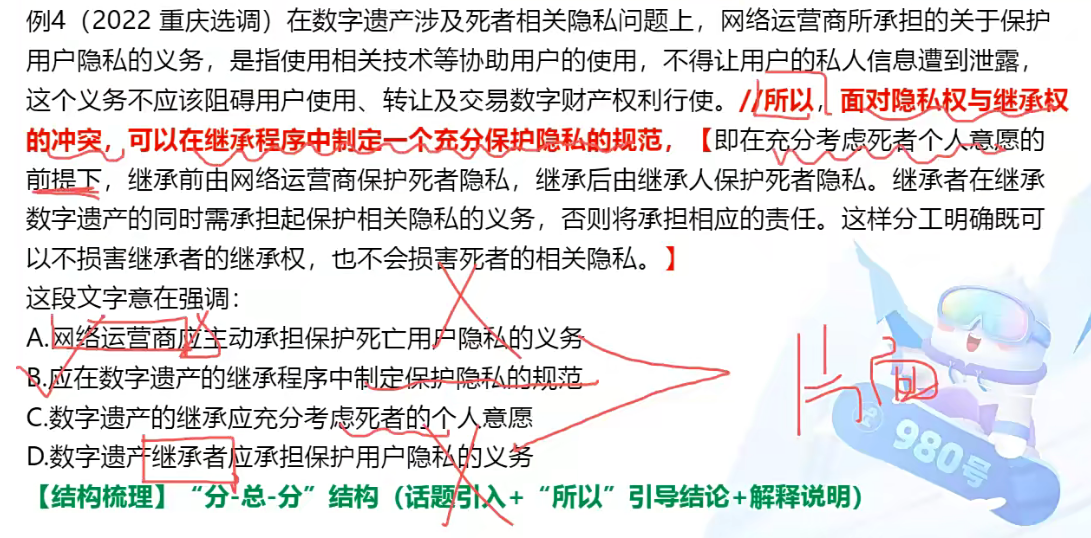 例4（2022 重庆选调）在数字遗产涉及死者相关隐私问题上，网络运营商所承担的关于保护
用户隐私的义务，是指使用相关技术等协助用户的使用，不得让用户的私人信息遭到泄露，
这个义务不应该阻碍用户使用、转让及交易数字财产权利行使。//所以，面对隐私权与继承权
的冲突，可以在继承程序中制定一个充分保护隐私的规范，【即在充分考虑死者个人意愿的
前提下，继承前由网络运营商保护死者隐私，继承后由继承人保护死者隐私。继承者在继承
数字遗产的同时需承担起保护相关隐私的义务，否则将承担相应的责任。这样分工明确既可
以不损害继承者的继承权，也不会损害死者的相关隐私。】
这段文字意在强调：
A.网络运营商应主动承担保护死亡用户隐私的义务
B.应在数字遗产的继承程序中制定保护隐私的规范
片面
C.数字遗产的继承应充分考虑死者的个人意愿
980号
D.数字遗产继承者应承担保护用户隐私的义务
【结构梳理】“分-总-分”结构（话题引入+“所以”引导结论+解释说明）